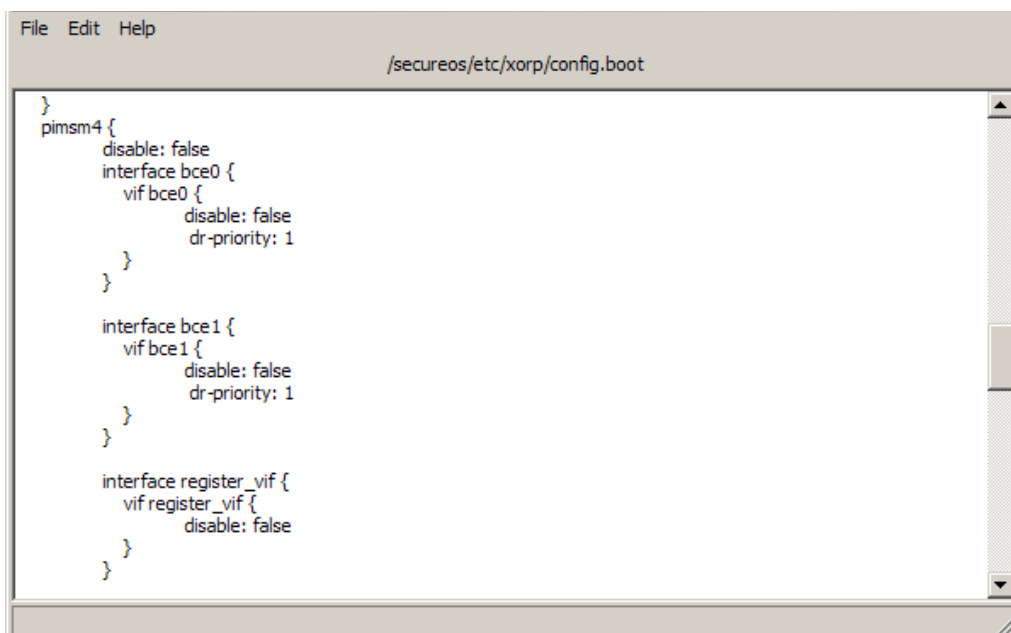 File Edit Help
/secureos/etc/xorp/config.boot
}
pimsm4 {
disable: false
interface bce0 {
vif bce0 {
disable: false
dr-priority: 1
}
}
interface bce1 {
vif bce1 {
disable: false
dr-priority: 1
}
}
interface register_vif {
vif register_vif {
disable: false
}
}